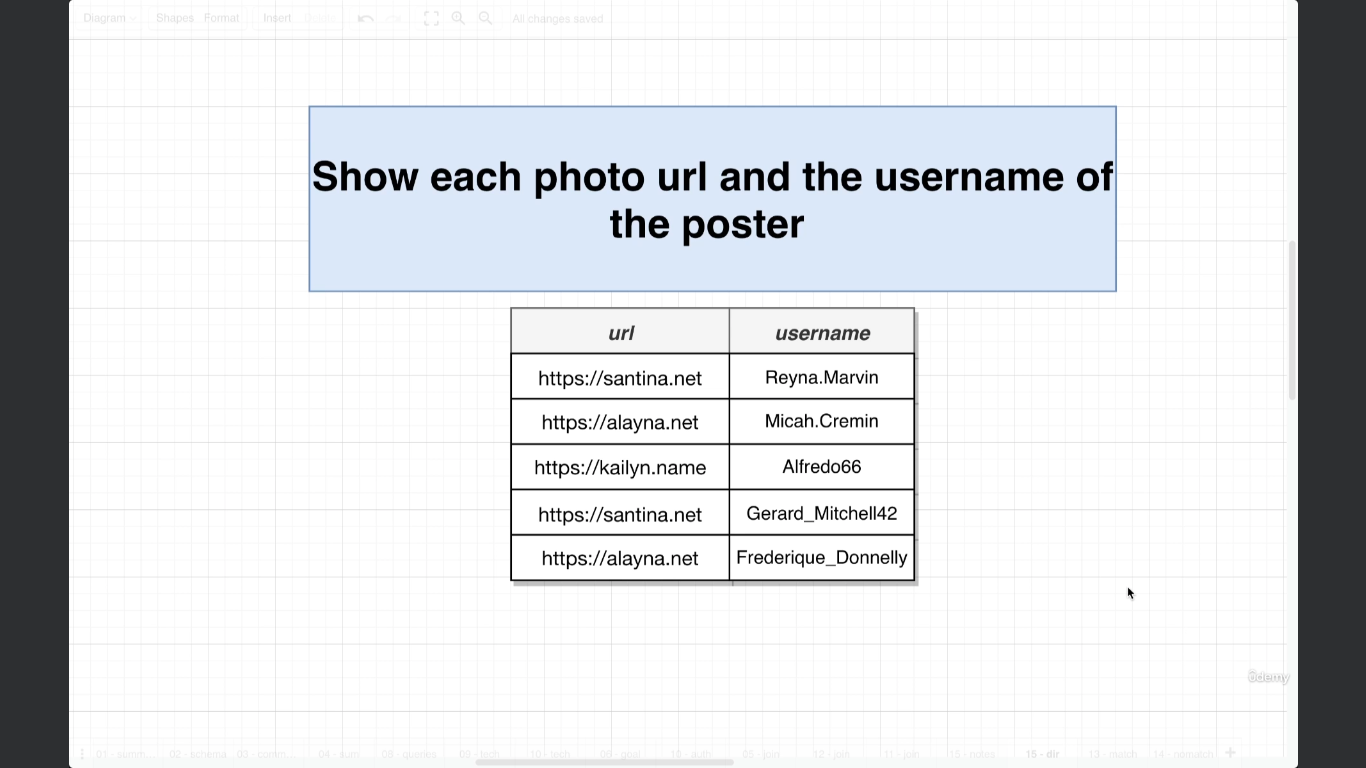 Diagram Shapes Format Insert Delete All changes saved
Show each photo url and the username of
the poster
url username
https://santina.net Reyna.Marvin
https://alayna.net Micah.Cremin
https://kailyn.name Alfredo66
https://santina.net Gerard_Mitchell42
https://alayna.net Frederique_Donnelly
ûdemy
01 - summ... 02 - schema 03 - comm... 04 - sum 08 - queries 09 - tech 10 - tech 06 - goal 10 - auth 05 - join 12 - join 11 - join 15 - notes 15 - dir 13 - match 14 - nomatch